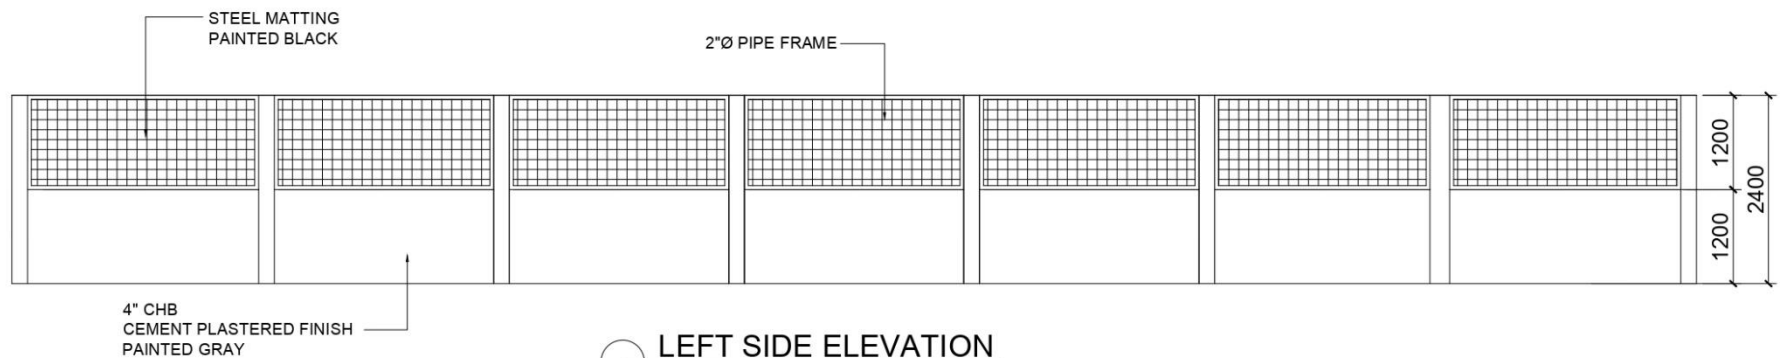 STEEL MATTING
PAINTED BLACK
2"Ø PIPE FRAME
1200
2400
1200
4" CHB
CEMENT PLASTERED FINISH
PAINTED GRAY
LEFT SIDE ELEVATION